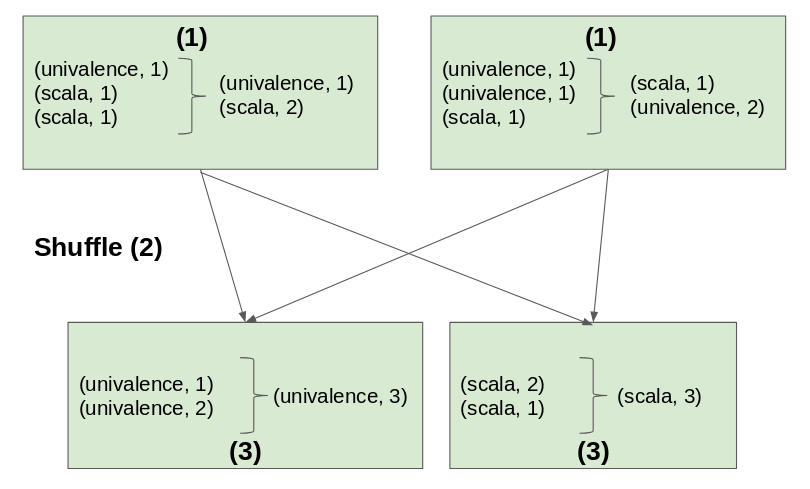 (1)
(univalence, 1)
(scala, 1)
(scala, 1)
(univalence, 1)
(scala, 2)
(1)
(univalence, 1)
(univalence, 1)
(scala, 1)
(scala, 1)
(univalence, 2)
Shuffle (2)
(univalence, 1)
(univalence, 2)
(univalence, 3)
(3)
(scala, 2)
(scala, 1)
(scala, 3)
(3)